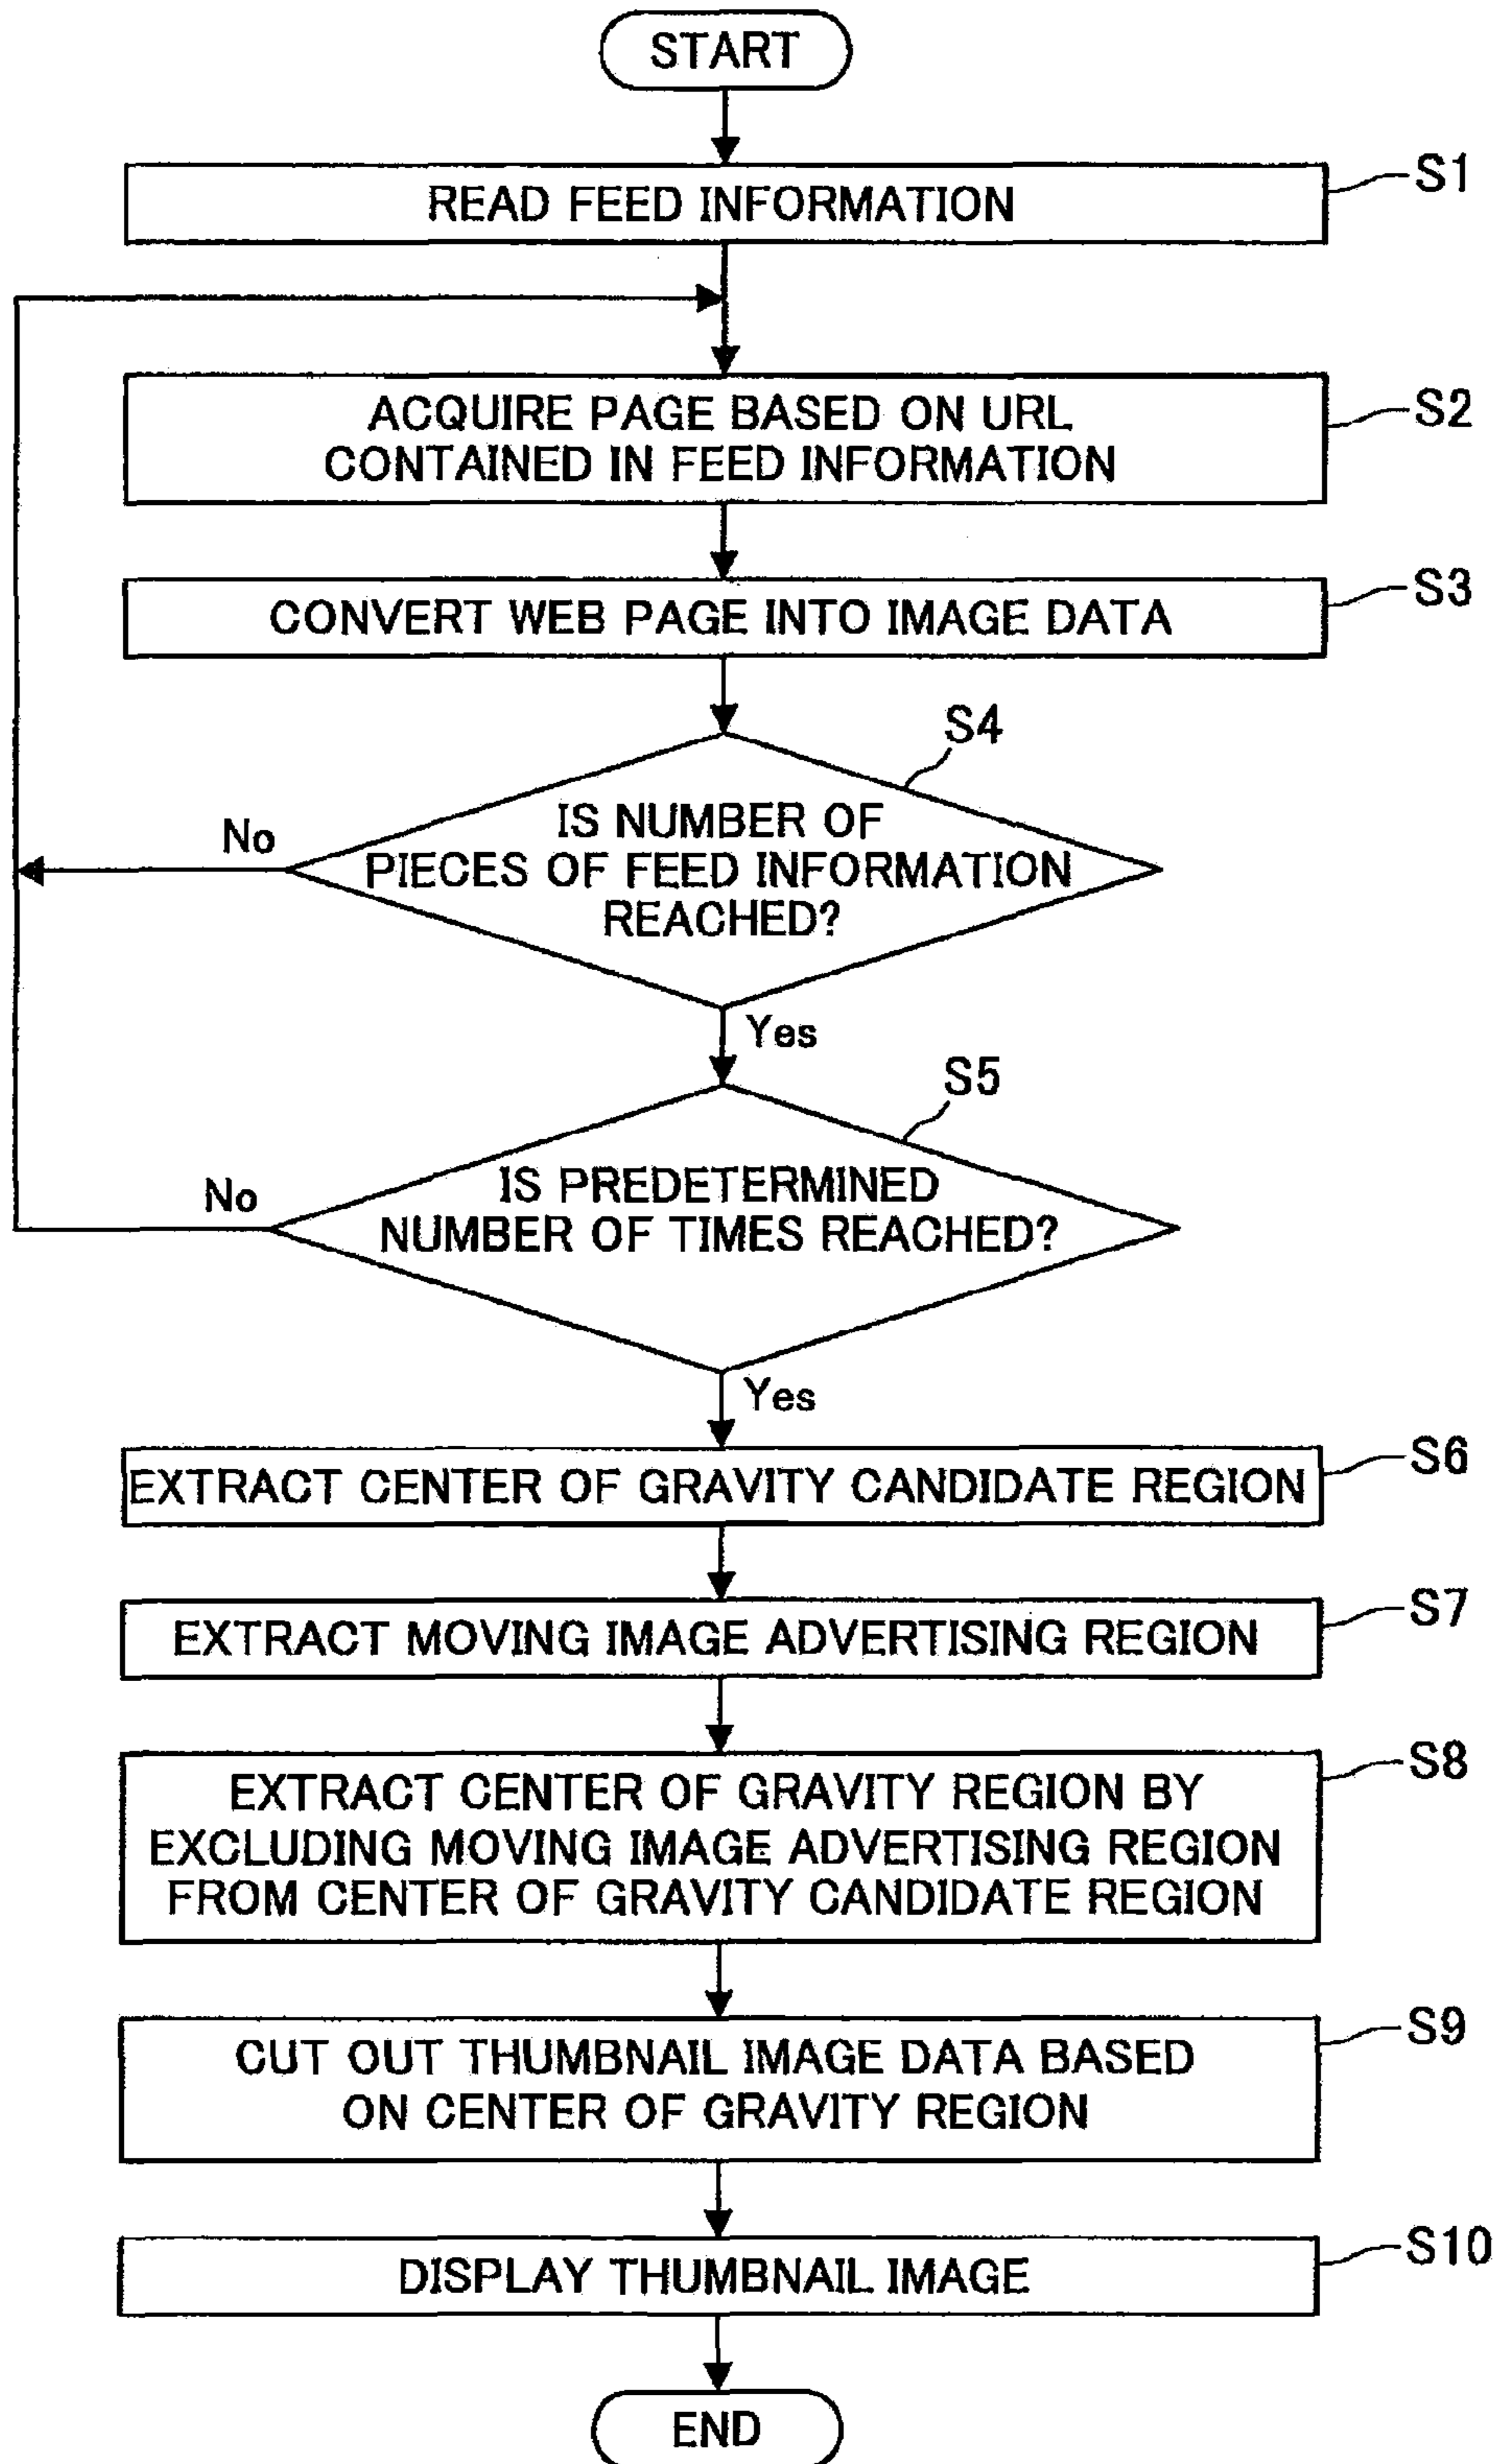 START
READ FEED INFORMATION
S1
ACQUIRE PAGE BASED ON URL
CONTAINED IN FEED INFORMATION
S2
CONVERT WEB PAGE INTO IMAGE DATA
S3
S4
IS NUMBER OF
PIECES OF FEED INFORMATION
REACHED?
No
Yes
S5
IS PREDETERMINED
NUMBER OF TIMES REACHED?
No
Yes
EXTRACT CENTER OF GRAVITY CANDIDATE REGION
S6
EXTRACT MOVING IMAGE ADVERTISING REGION
S7
EXTRACT CENTER OF GRAVITY REGION BY
EXCLUDING MOVING IMAGE ADVERTISING REGION
FROM CENTER OF GRAVITY CANDIDATE REGION
S8
CUT OUT THUMBNAIL IMAGE DATA BASED
ON CENTER OF GRAVITY REGION
S9
DISPLAY THUMBNAIL IMAGE
S10
END